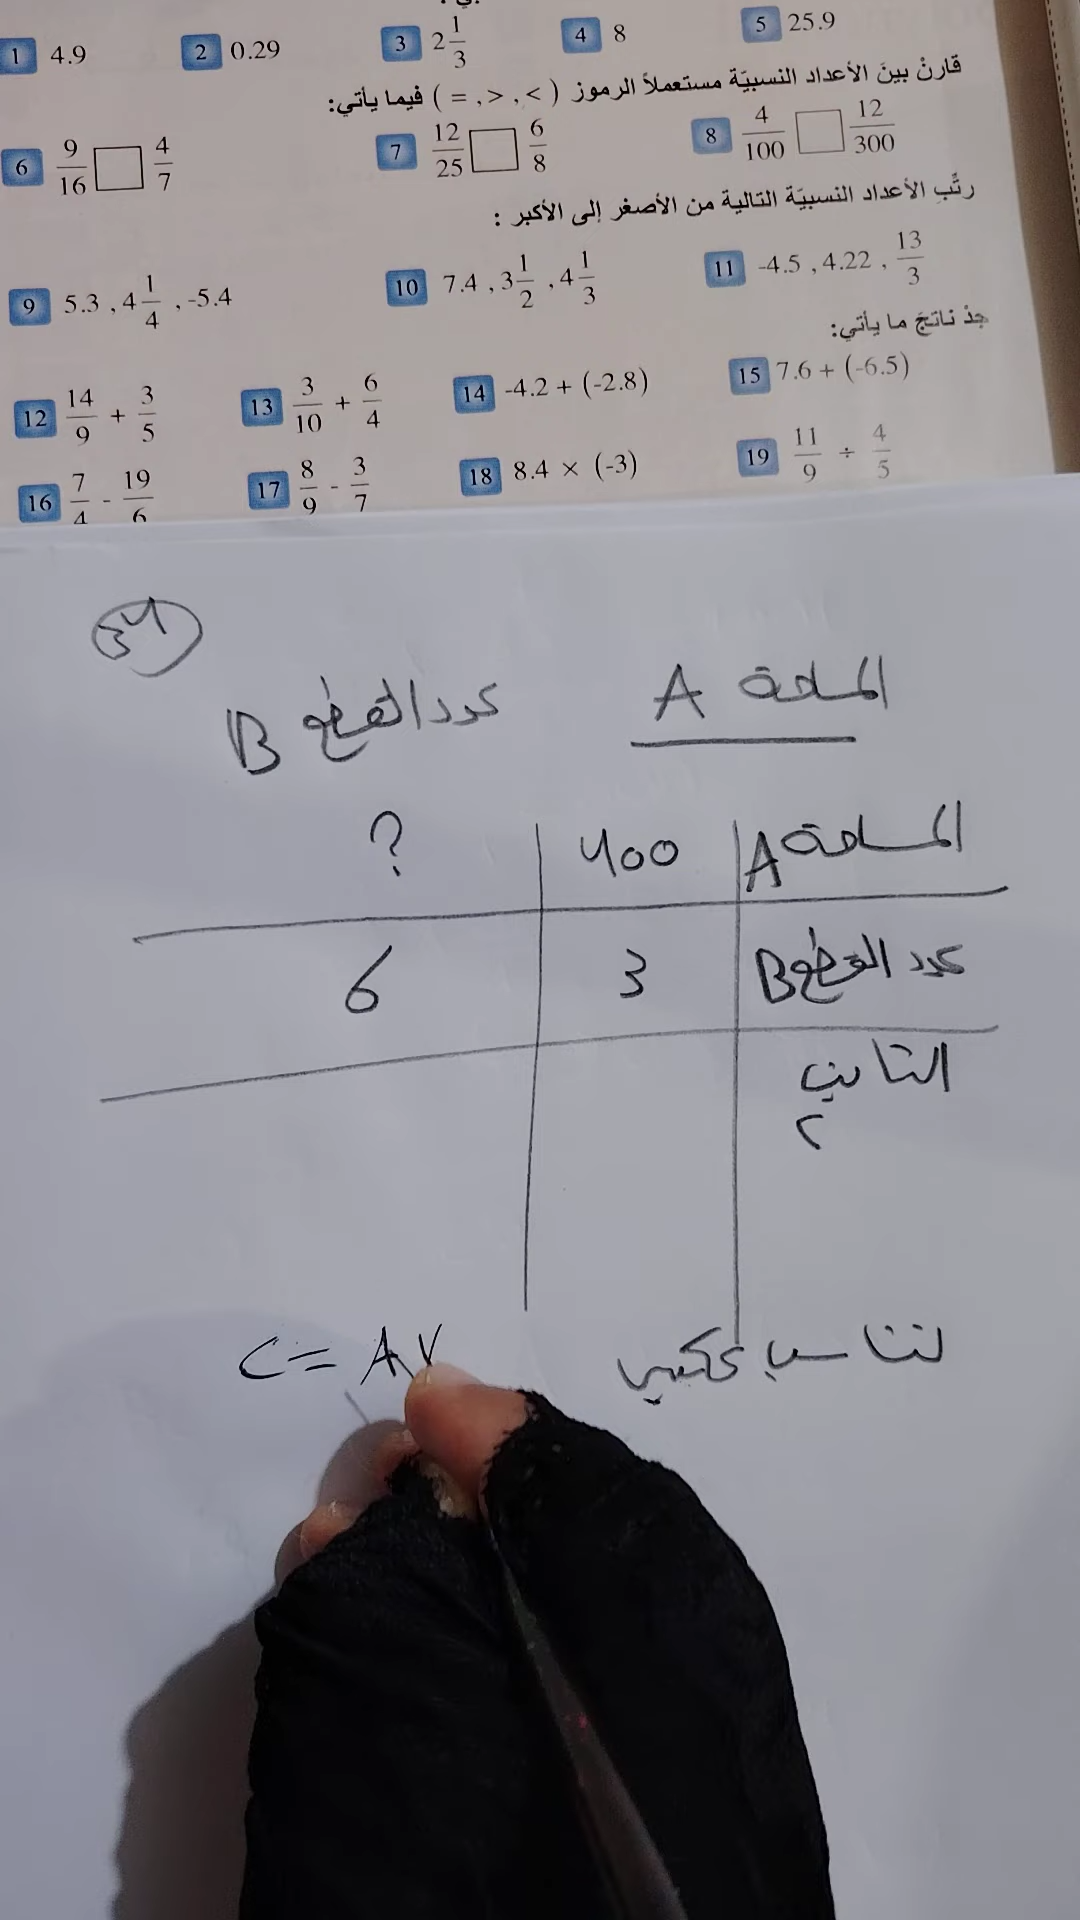 1 4.9 2 0.29 3 2 1/3 4 8 5 25.9
قارنْ بينَ الأعداد النسبيّة مستعملاً الرموز ( > ، < ، = ) فيما يأتي:
6 9/16 □ 4/7 7 12/25 □ 6/8 8 4/100 □ 12/300
رتِّبِ الأعداد النسبيّة التالية من الأصغر إلى الأكبر :
9 5.3 , 4 1/4 , -5.4 10 7.4 , 3 1/2 , 4 1/3 11 -4.5 , 4.22 , 13/3
جدْ ناتجَ ما يأتي:
12 14/9 + 3/5 13 3/10 + 6/4 14 -4.2 + (-2.8) 15 7.6 + (-6.5)
16 7/4 - 19/6 17 8/9 - 3/7 18 8.4 × (-3) 19 11/9 ÷ 4/5
34
المساحة A عدد القطع B
المساحة A 400 ?
عدد القطع B 3 6
الثابت
C
تناسب عكسي C = A